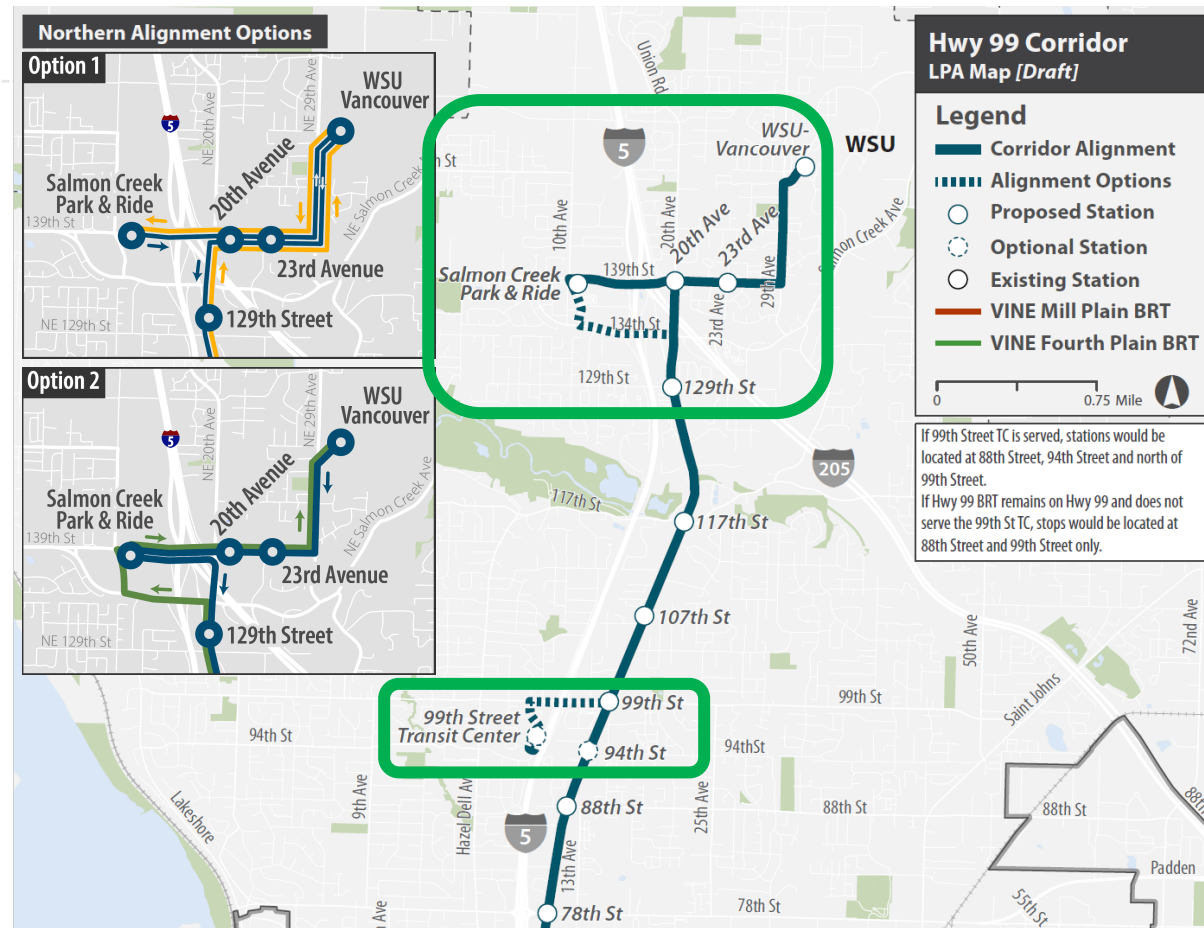 Northern Alignment Options
Option 1
WSU
Vancouver
5
NE 20th Ave
NE 29th Ave
20th Avenue
Salmon Creek
Park & Ride
139th St
NE Salmon Creek Ave
23rd Avenue
129th Street
NE 129th St
Option 2
WSU
Vancouver
5
NE 20th Ave
NE 29th Ave
20th Avenue
Salmon Creek
Park & Ride
139th St
NE Salmon Creek Ave
23rd Avenue
129th Street
NE 129th St
Union Rd
5
WSU-
Vancouver
WSU
10th Ave
20th Ave
20th Ave
23rd Ave
29th Ave
Salmon Creek Ave
Salmon Creek
Park & Ride
139th St
134th St
23rd Ave
129th St
129th St
205
117th St
117th St
107th St
50th Ave
72nd Ave
Saint Johns
99th St
99th St
99th Street
Transit Center
94th St
94th St
94thSt
9th Ave
Hazel Dell Av
25th Ave
88th St
88th St
88th St
88th
Lakeshore
5
13th Ave
Padden
55th St
78th St
78th St
Hwy 99 Corridor
LPA Map [Draft]
Legend
Corridor Alignment
Alignment Options
Proposed Station
Optional Station
Existing Station
VINE Mill Plain BRT
VINE Fourth Plain BRT
0 0.75 Mile
If 99th Street TC is served, stations would be
located at 88th Street, 94th Street and north of
99th Street.
If Hwy 99 BRT remains on Hwy 99 and does not
serve the 99th St TC, stops would be located at
88th Street and 99th Street only.